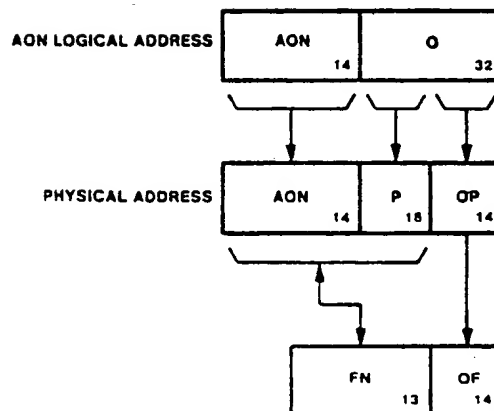 AON LOGICAL ADDRESS
AON
14
O
32
PHYSICAL ADDRESS
AON
14
P
18
OP
14
FN
13
OF
14